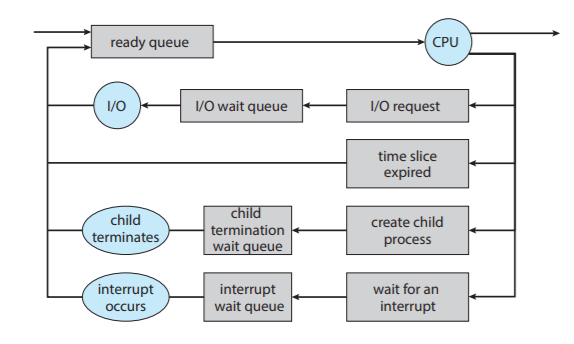 ready queue
CPU
I/O
I/O wait queue
I/O request
time slice
expired
child
terminates
child
termination
wait queue
create child
process
interrupt
occurs
interrupt
wait queue
wait for an
interrupt